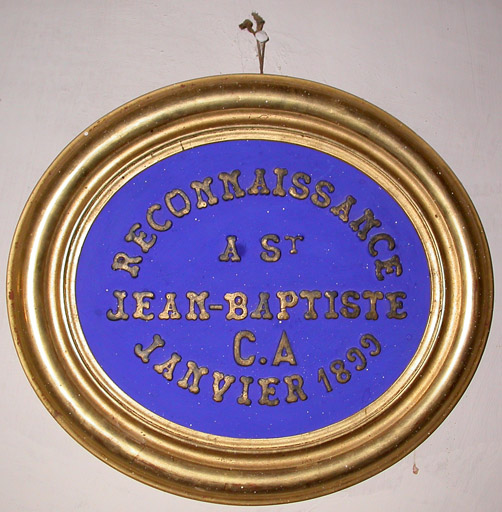 RECONNAISSANCE
A ST
JEAN-BAPTISTE
C.A
JANVIER 1899